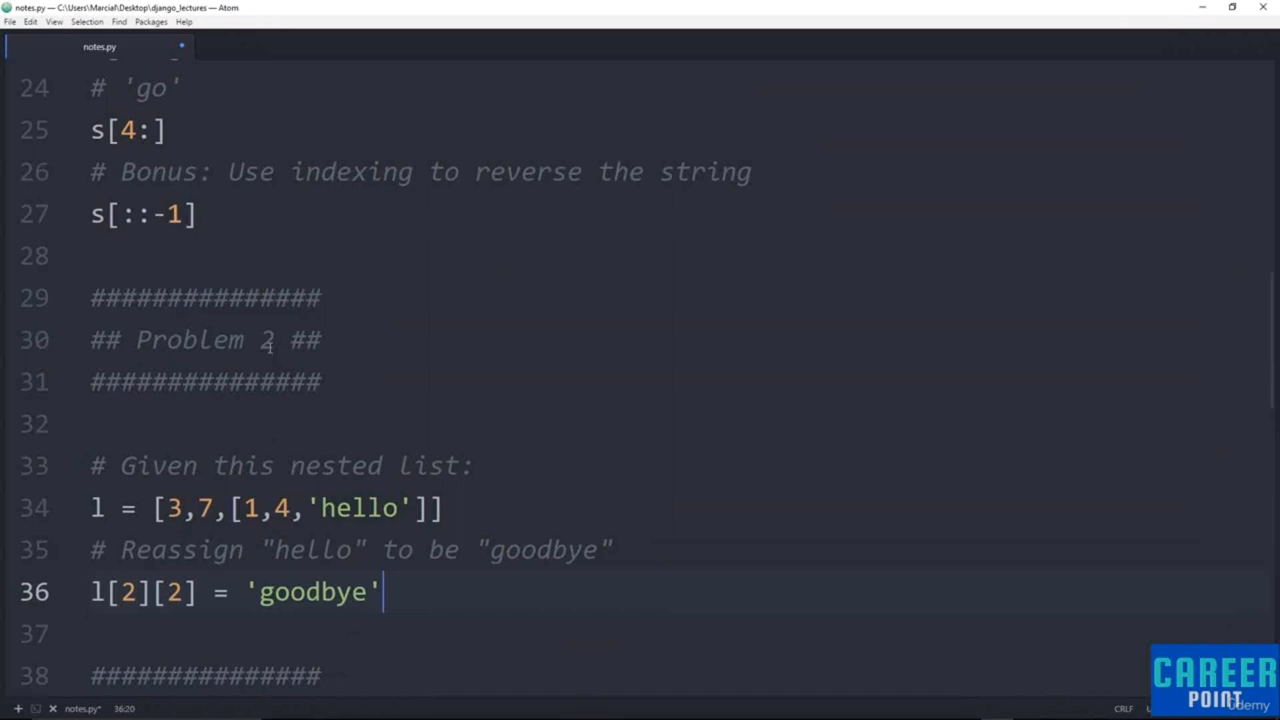 notes.py — C:\Users\Marcial\Desktop\django_lectures — Atom
File Edit View Selection Find Packages Help
notes.py
24 # 'go'
25 s[4:]
26 # Bonus: Use indexing to reverse the string
27 s[::-1]
28
29 ###############
30 ## Problem 2 ##
31 ###############
32
33 # Given this nested list:
34 l = [3,7,[1,4,'hello']]
35 # Reassign "hello" to be "goodbye"
36 l[2][2] = 'goodbye'
37
38 ###############
notes.py* 36:20 CRLF
CAREER
POINT
Udemy